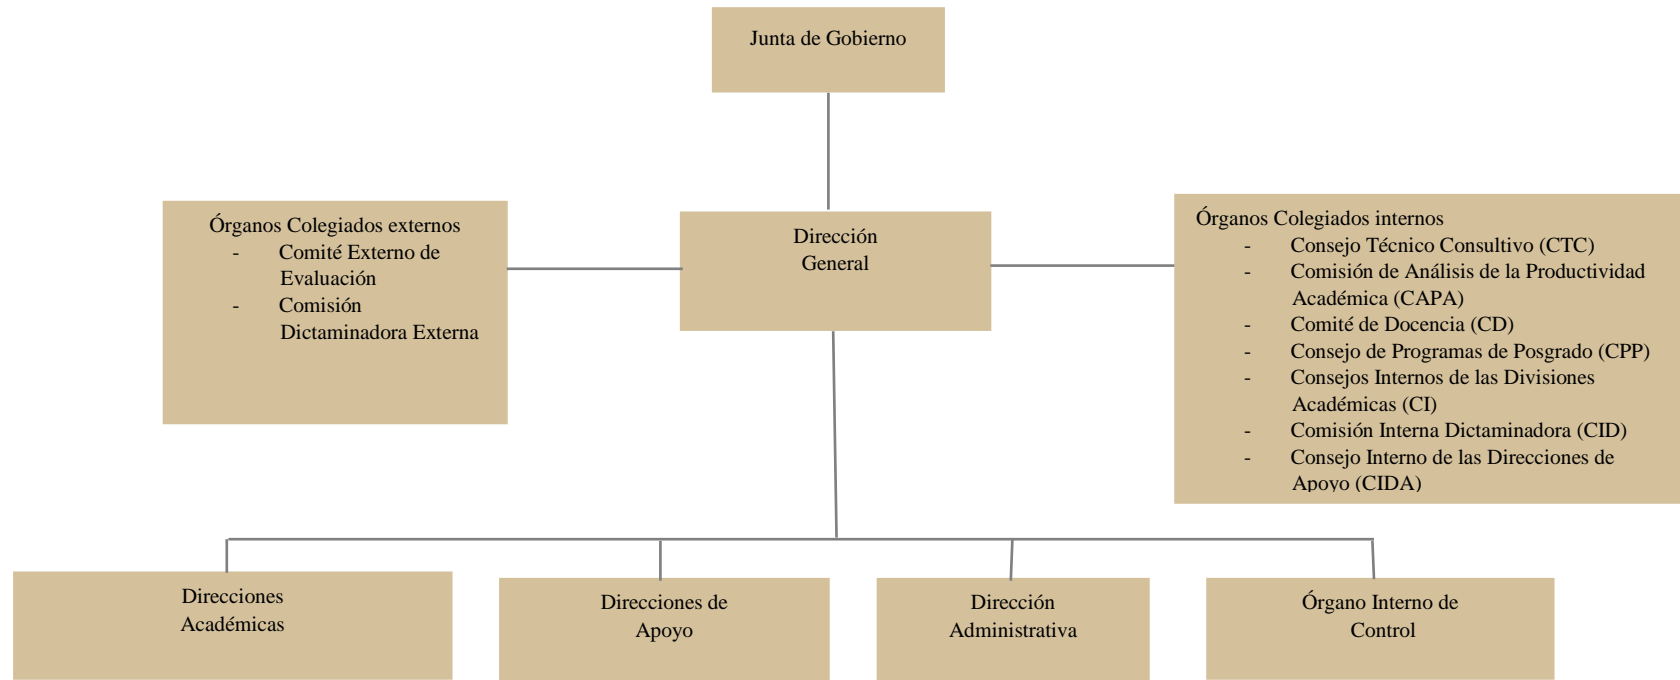 Junta de Gobierno
Órganos Colegiados externos
- Comité Externo de
Evaluación
- Comisión
Dictaminadora Externa
Dirección
General
Órganos Colegiados internos
- Consejo Técnico Consultivo (CTC)
- Comisión de Análisis de la Productividad
Académica (CAPA)
- Comité de Docencia (CD)
- Consejo de Programas de Posgrado (CPP)
- Consejos Internos de las Divisiones
Académicas (CI)
- Comisión Interna Dictaminadora (CID)
- Consejo Interno de las Direcciones de
Apoyo (CIDA)
Direcciones
Académicas
Direcciones de
Apoyo
Dirección
Administrativa
Órgano Interno de
Control